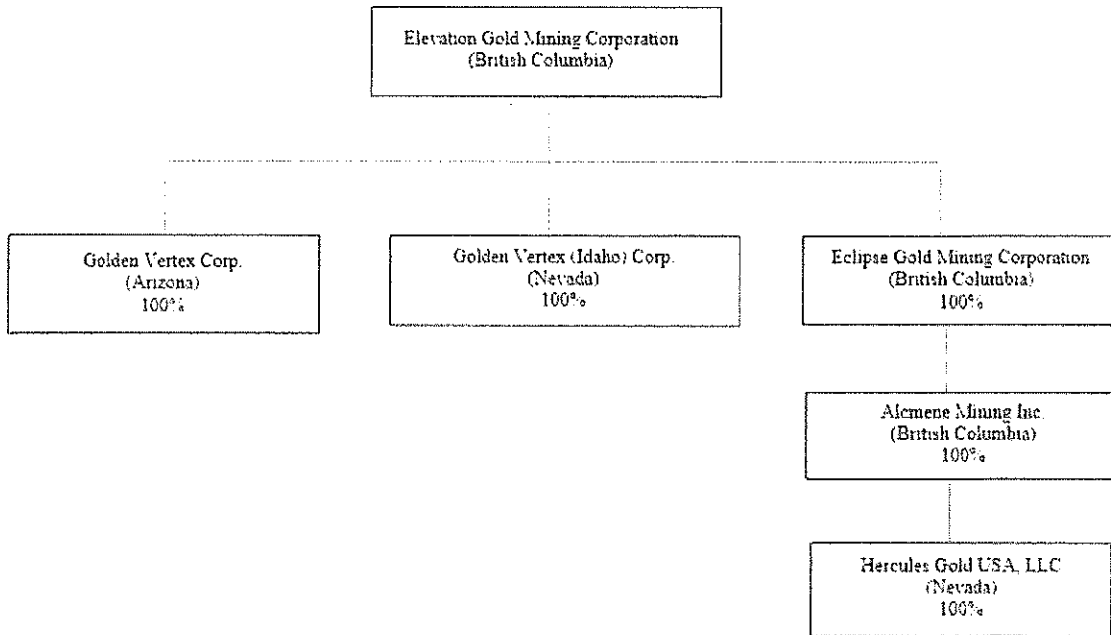 Elevation Gold Mining Corporation
(British Columbia)
Golden Vertex Corp.
(Arizona)
100%
Golden Vertex (Idaho) Corp.
(Nevada)
100%
Eclipse Gold Mining Corporation
(British Columbia)
100%
Alcmene Mining Inc.
(British Columbia)
100%
Hercules Gold USA, LLC
(Nevada)
100%